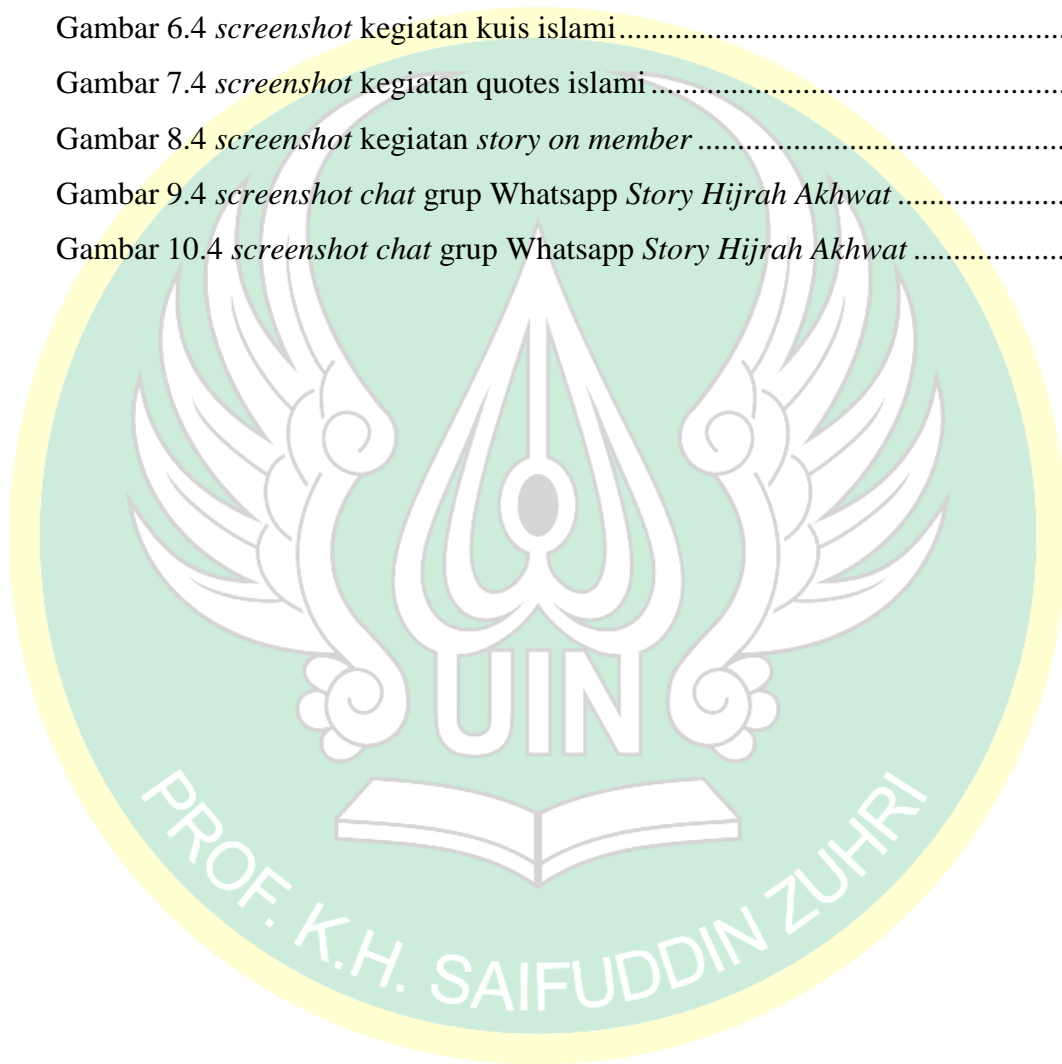 Gambar 6.4 screenshot kegiatan kuis islami........................................................
Gambar 7.4 screenshot kegiatan quotes islami....................................................
Gambar 8.4 screenshot kegiatan story on member..............................................
Gambar 9.4 screenshot chat grup Whatsapp Story Hijrah Akhwat....................
Gambar 10.4 screenshot chat grup Whatsapp Story Hijrah Akhwat..................
UIN
PROF. K.H. SAIFUDDIN ZUHRI